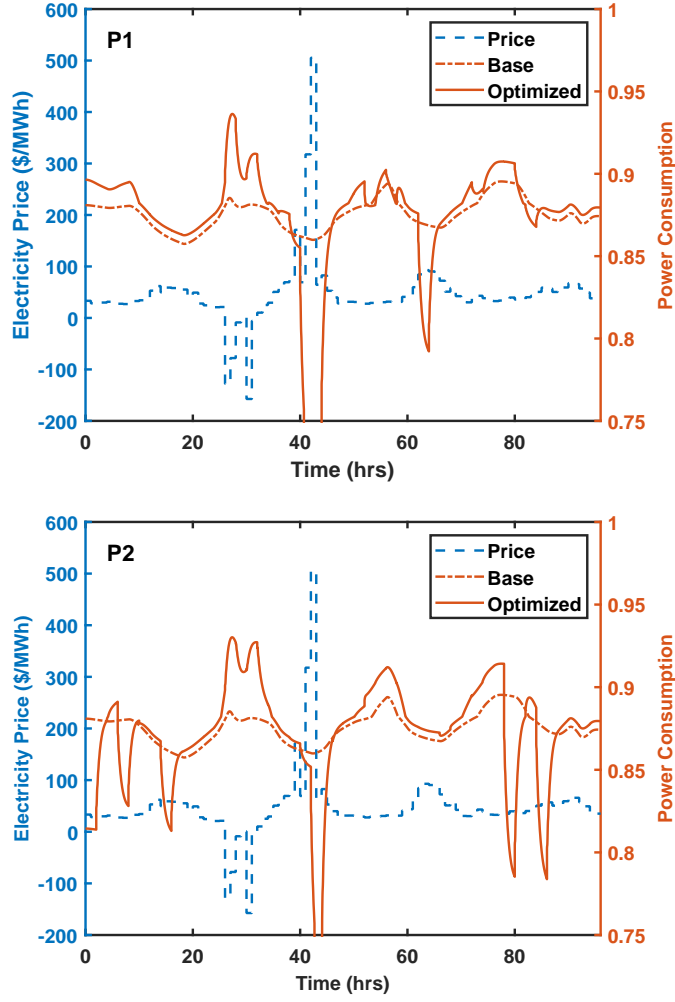 P1
Price
Base
Optimized
600
500
400
300
200
100
0
-100
-200
Electricity Price ($/MWh)
1
0.95
0.9
0.85
0.8
0.75
Power Consumption
0 20 40 60 80
Time (hrs)
P2
Price
Base
Optimized
600
500
400
300
200
100
0
-100
-200
Electricity Price ($/MWh)
1
0.95
0.9
0.85
0.8
0.75
Power Consumption
0 20 40 60 80
Time (hrs)